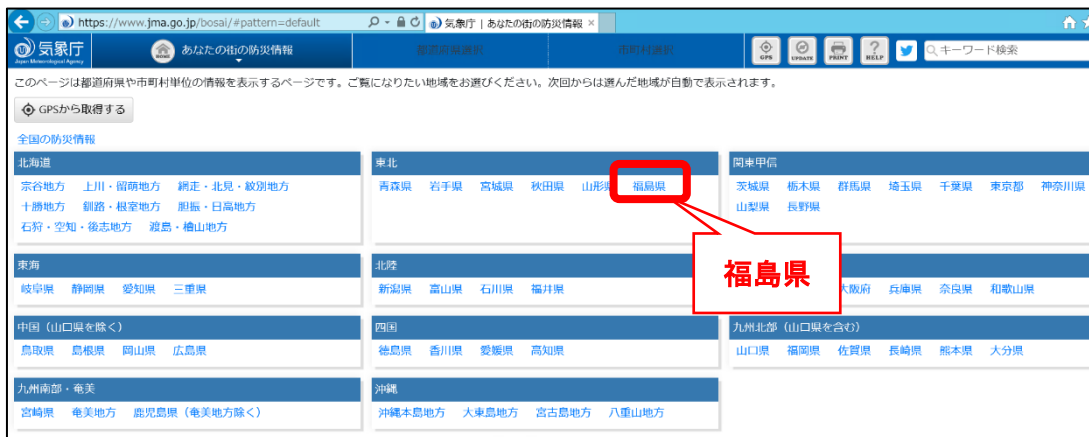 https://www.jma.go.jp/bosai/#pattern=default
気象庁 | あなたの街の防災情報 ×
気象庁
Japan Meteorological Agency
HOME
あなたの街の防災情報
都道府県選択
市町村選択
GPS
UPDATE
PRINT
HELP
キーワード検索
このページは都道府県や市町村単位の情報を表示するページです。ご覧になりたい地域をお選びください。次回からは選んだ地域が自動で表示されます。
GPSから取得する
全国の防災情報
北海道
宗谷地方 上川・留萌地方 網走・北見・紋別地方
十勝地方 釧路・根室地方 胆振・日高地方
石狩・空知・後志地方 渡島・檜山地方
東北
青森県 岩手県 宮城県 秋田県 山形県 福島県
関東甲信
茨城県 栃木県 群馬県 埼玉県 千葉県 東京都 神奈川県
山梨県 長野県
福島県
東海
岐阜県 静岡県 愛知県 三重県
北陸
新潟県 富山県 石川県 福井県
大阪府 兵庫県 奈良県 和歌山県
中国（山口県を除く）
鳥取県 島根県 岡山県 広島県
四国
徳島県 香川県 愛媛県 高知県
九州北部（山口県を含む）
山口県 福岡県 佐賀県 長崎県 熊本県 大分県
九州南部・奄美
宮崎県 奄美地方 鹿児島県（奄美地方除く）
沖縄
沖縄本島地方 大東島地方 宮古島地方 八重山地方